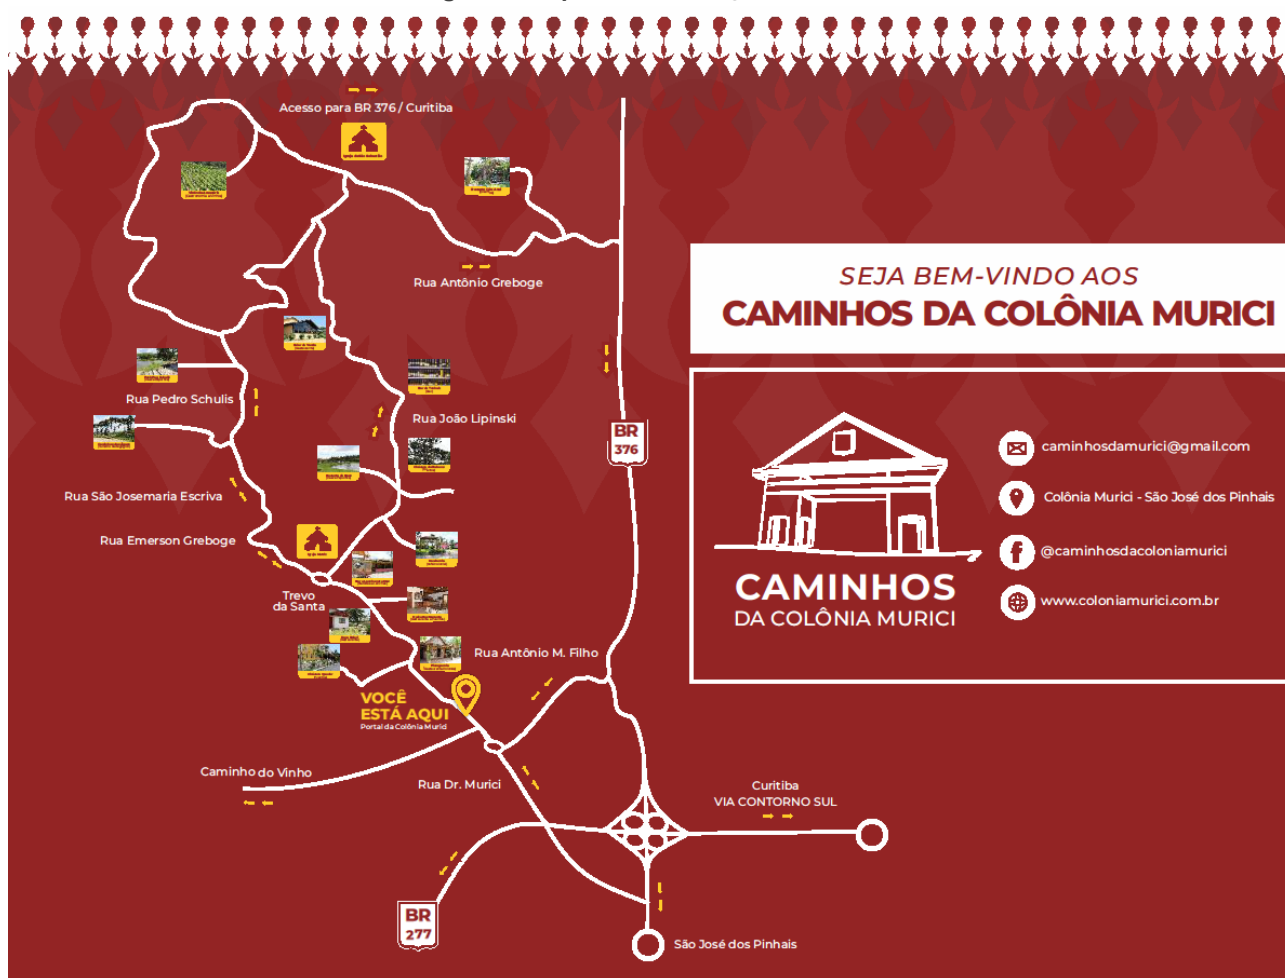 Acesso para BR 376 / Curitiba
Rua Antônio Greboge
SEJA BEM-VINDO AOS
CAMINHOS DA COLÔNIA MURICI
Rua Pedro Schulis
Rua João Lipinski
BR
376
caminhosdamurici@gmail.com
Rua São Josemaria Escriva
Colônia Murici - São José dos Pinhais
Rua Emerson Greboge
@caminhosdacoloniamurici
CAMINHOS
DA COLÔNIA MURICI
www.coloniamurici.com.br
Trevo
da Santa
Rua Antônio M. Filho
VOCÊ
ESTÁ AQUI
Portal da Colônia Murici
Caminho do Vinho
Rua Dr. Murici
Curitiba
VIA CONTORNO SUL
BR
277
São José dos Pinhais